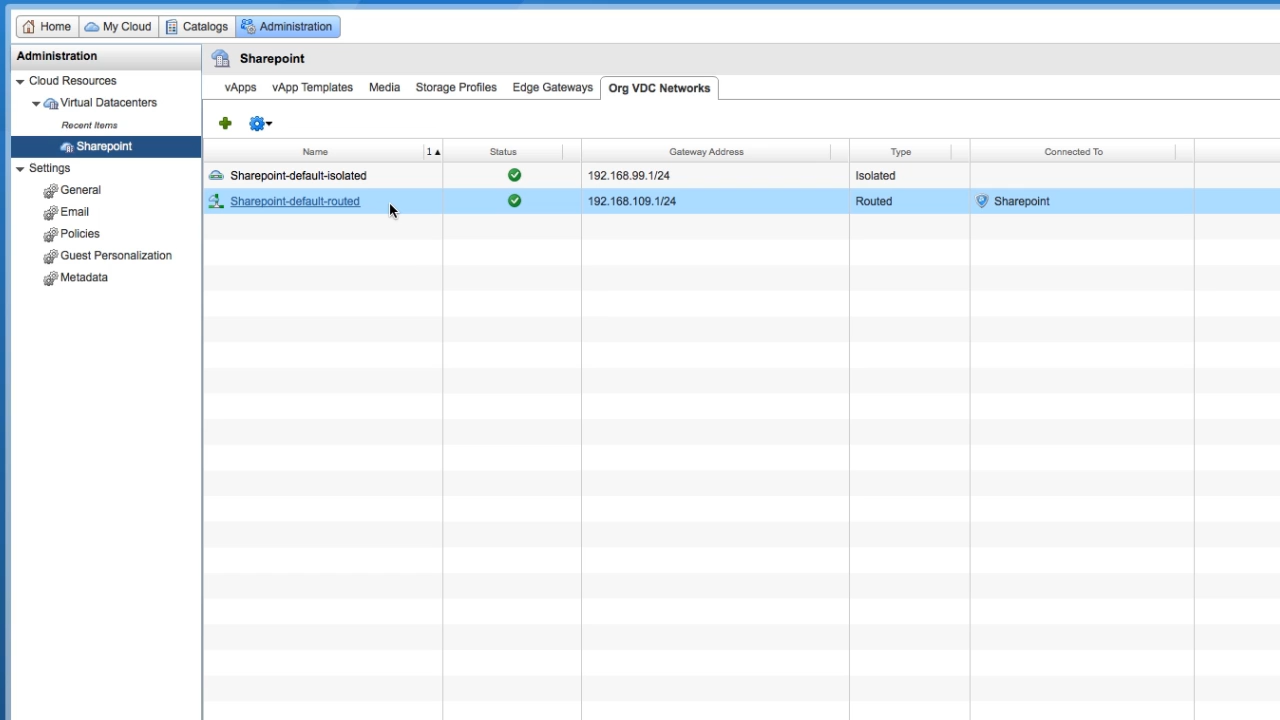 Home My Cloud Catalogs Administration
Administration
Cloud Resources
Virtual Datacenters
Recent Items
Sharepoint
Settings
General
Email
Policies
Guest Personalization
Metadata
Sharepoint
vApps vApp Templates Media Storage Profiles Edge Gateways Org VDC Networks
Name 1▲ Status Gateway Address Type Connected To
Sharepoint-default-isolated 192.168.99.1/24 Isolated
Sharepoint-default-routed 192.168.109.1/24 Routed Sharepoint